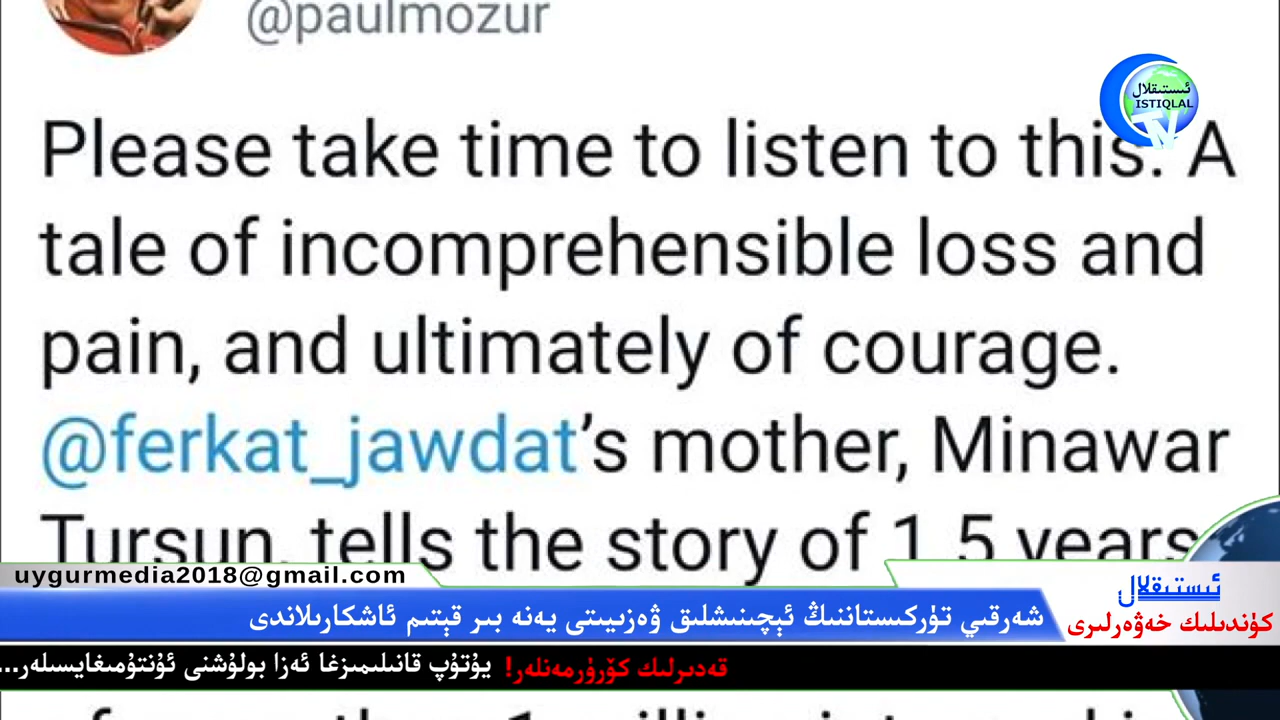 @paulmozur
ئىستىقلال
ISTIQLAL
TV
Please take time to listen to this. A
tale of incomprehensible loss and
pain, and ultimately of courage.
@ferkat_jawdat’s mother, Minawar
Tursun, tells the story of 1.5 years
uygurmedia2018@gmail.com
ئىستىقلال
كۈندىلىك خەۋەرلىرى
شەرقىي تۈركىستاننىڭ ئېچىنىشلىق ۋەزىيىتى يەنە بىر قېتىم ئاشكارىلاندى
قەدىرلىك كۆرۈرمەنلەر! يۇتۇپ قانىلىمىزغا ئەزا بولۇشنى ئۇنتۇمىغايسىلەر...